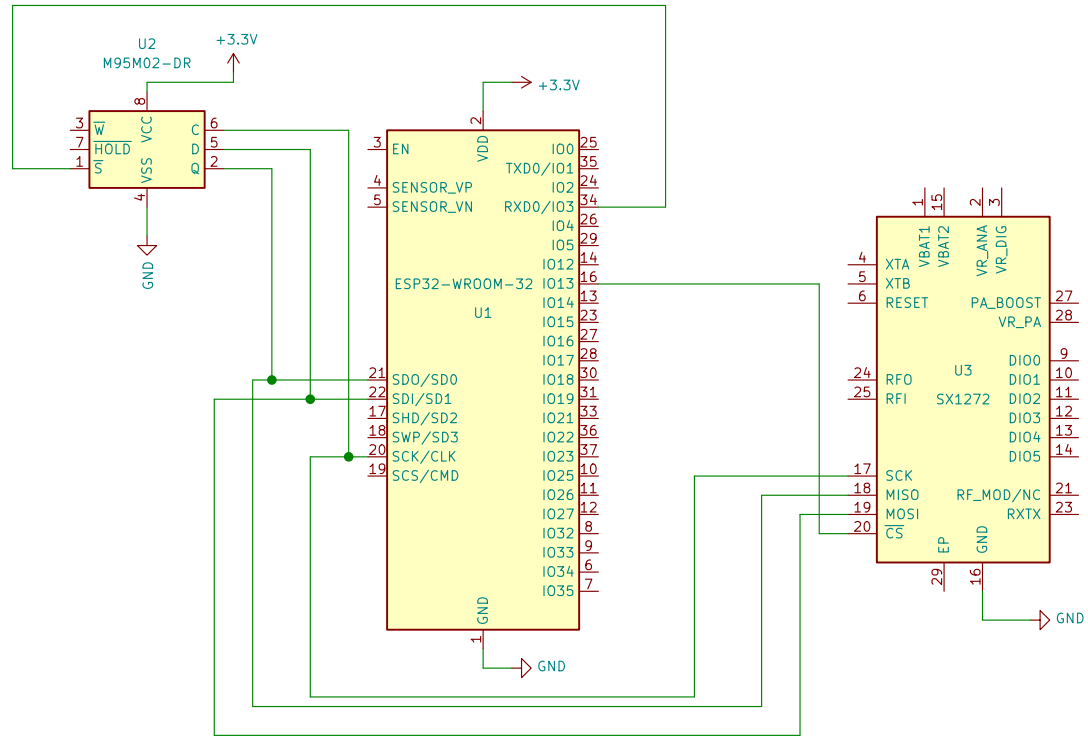 U2
M95M02-DR
+3.3V
8
VCC
3 W
7 HOLD
1 S
C 6
D 5
Q 2
VSS
4
GND
+3.3V
2
VDD
3 EN
4 SENSOR_VP
5 SENSOR_VN
ESP32-WROOM-32
U1
21 SDO/SD0
22 SDI/SD1
17 SHD/SD2
18 SWP/SD3
20 SCK/CLK
19 SCS/CMD
IO0 25
TXD0/IO1 35
IO2 24
RXD0/IO3 34
IO4 26
IO5 29
IO12 14
IO13 16
IO14 13
IO15 23
IO16 27
IO17 28
IO18 30
IO19 31
IO21 33
IO22 36
IO23 37
IO25 10
IO26 11
IO27 12
IO32 8
IO33 9
IO34 6
IO35 7
GND
1
GND
1
VBAT1
15
VBAT2
2
VR_ANA
3
VR_DIG
4 XTA
5 XTB
6 RESET
24 RFO
25 RFI
U3
SX1272
17 SCK
18 MISO
19 MOSI
20 CS
PA_BOOST 27
VR_PA 28
DIO0 9
DIO1 10
DIO2 11
DIO3 12
DIO4 13
DIO5 14
RF_MOD/NC 21
RXTX 23
EP
29
GND
16
GND